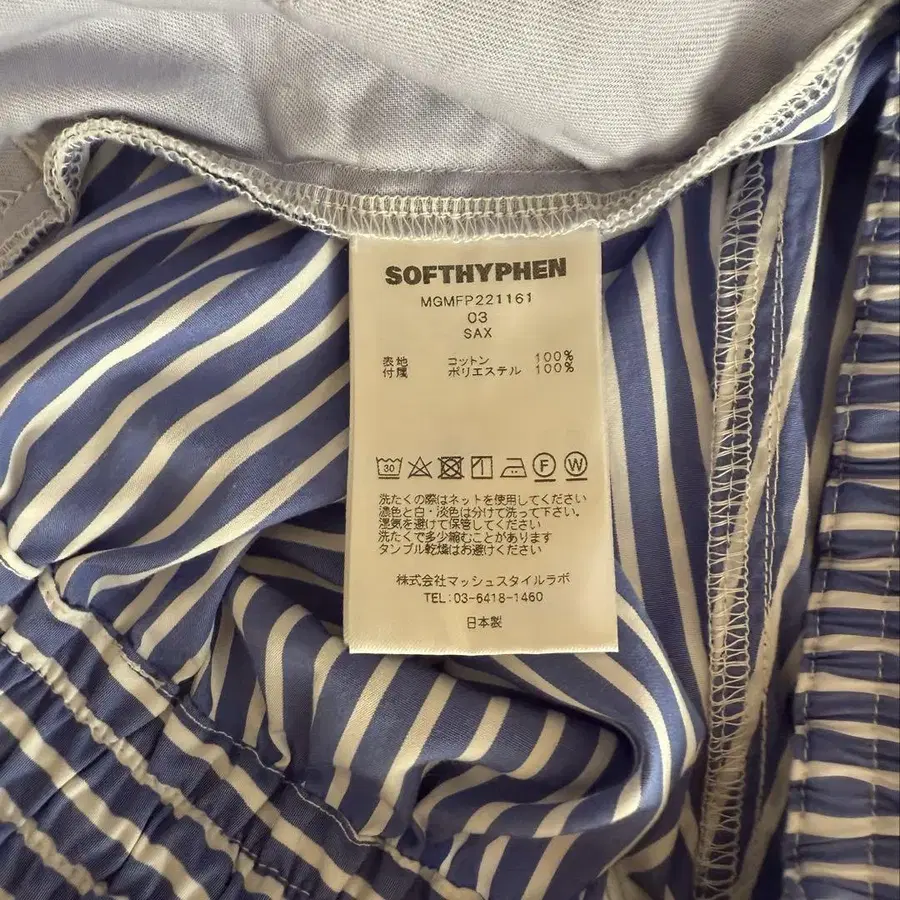 SOFTHYPHEN
MGMFP221161
03
SAX
表地 コットン 100%
付属 ポリエステル 100%
30 F W
洗たくの際はネットを使用してください
濃色と白・淡色は分けて洗って下さい。
湿気を避けて保管してください
洗たくで多少縮むことがあります
タンブル乾燥はお避けください
株式会社マッシュスタイルラボ
TEL:03-6418-1460
日本製